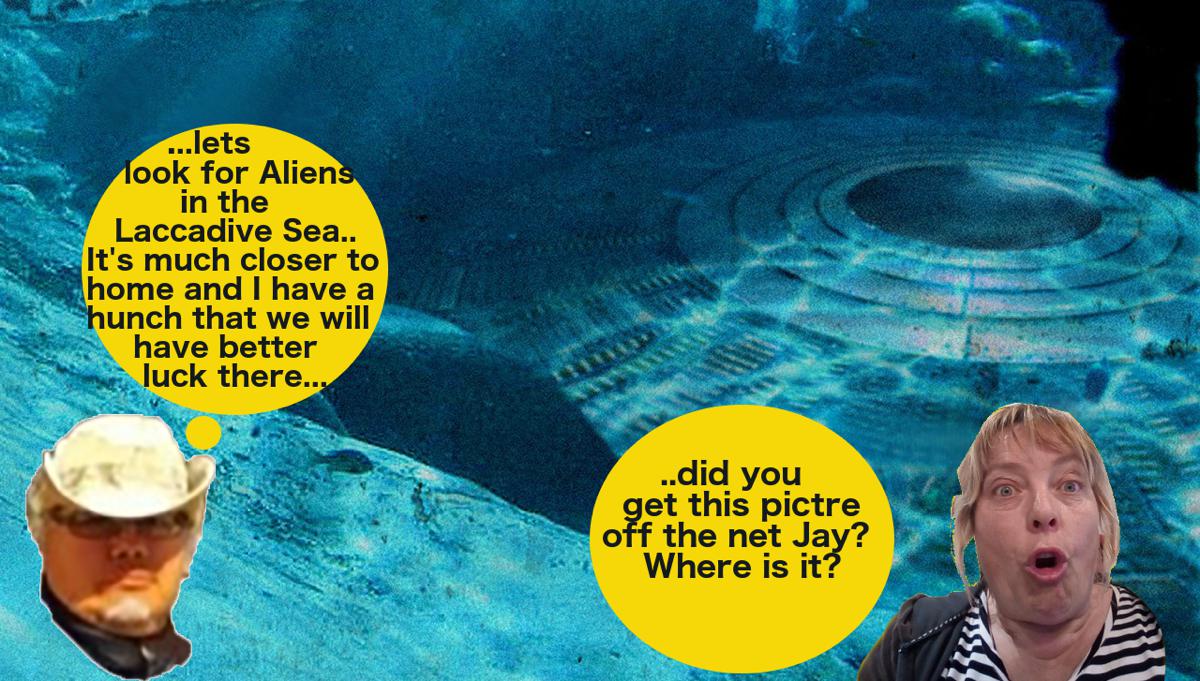 ...lets
look for Aliens
in the
Laccadive Sea..
It's much closer to
home and I have a
hunch that we will
have better
luck there...
..did you
get this pictre
off the net Jay?
Where is it?